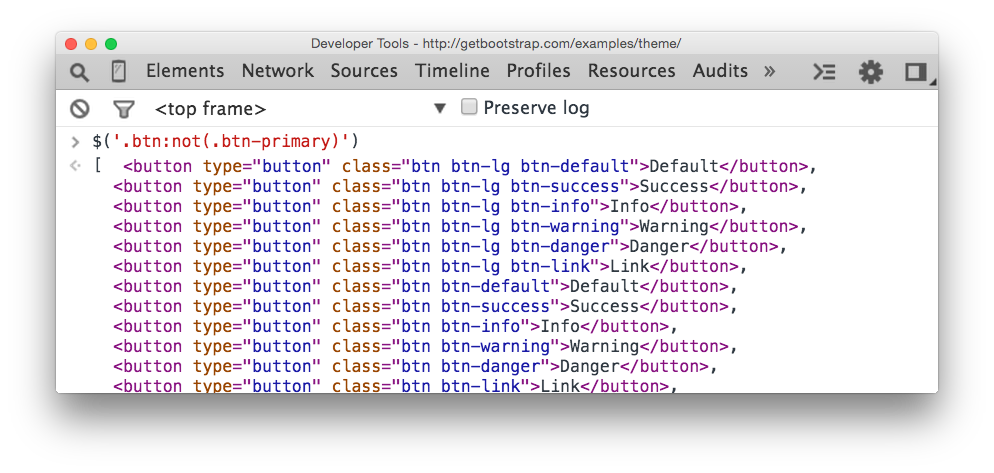 Developer Tools - http://getbootstrap.com/examples/theme/
Elements Network Sources Timeline Profiles Resources Audits »
<top frame> ▼ Preserve log
> $('.btn:not(.btn-primary)')
[ <button type="button" class="btn btn-lg btn-default">Default</button>,
<button type="button" class="btn btn-lg btn-success">Success</button>,
<button type="button" class="btn btn-lg btn-info">Info</button>,
<button type="button" class="btn btn-lg btn-warning">Warning</button>,
<button type="button" class="btn btn-lg btn-danger">Danger</button>,
<button type="button" class="btn btn-lg btn-link">Link</button>,
<button type="button" class="btn btn-default">Default</button>,
<button type="button" class="btn btn-success">Success</button>,
<button type="button" class="btn btn-info">Info</button>,
<button type="button" class="btn btn-warning">Warning</button>,
<button type="button" class="btn btn-danger">Danger</button>,
<button type="button" class="btn btn-link">Link</button>,